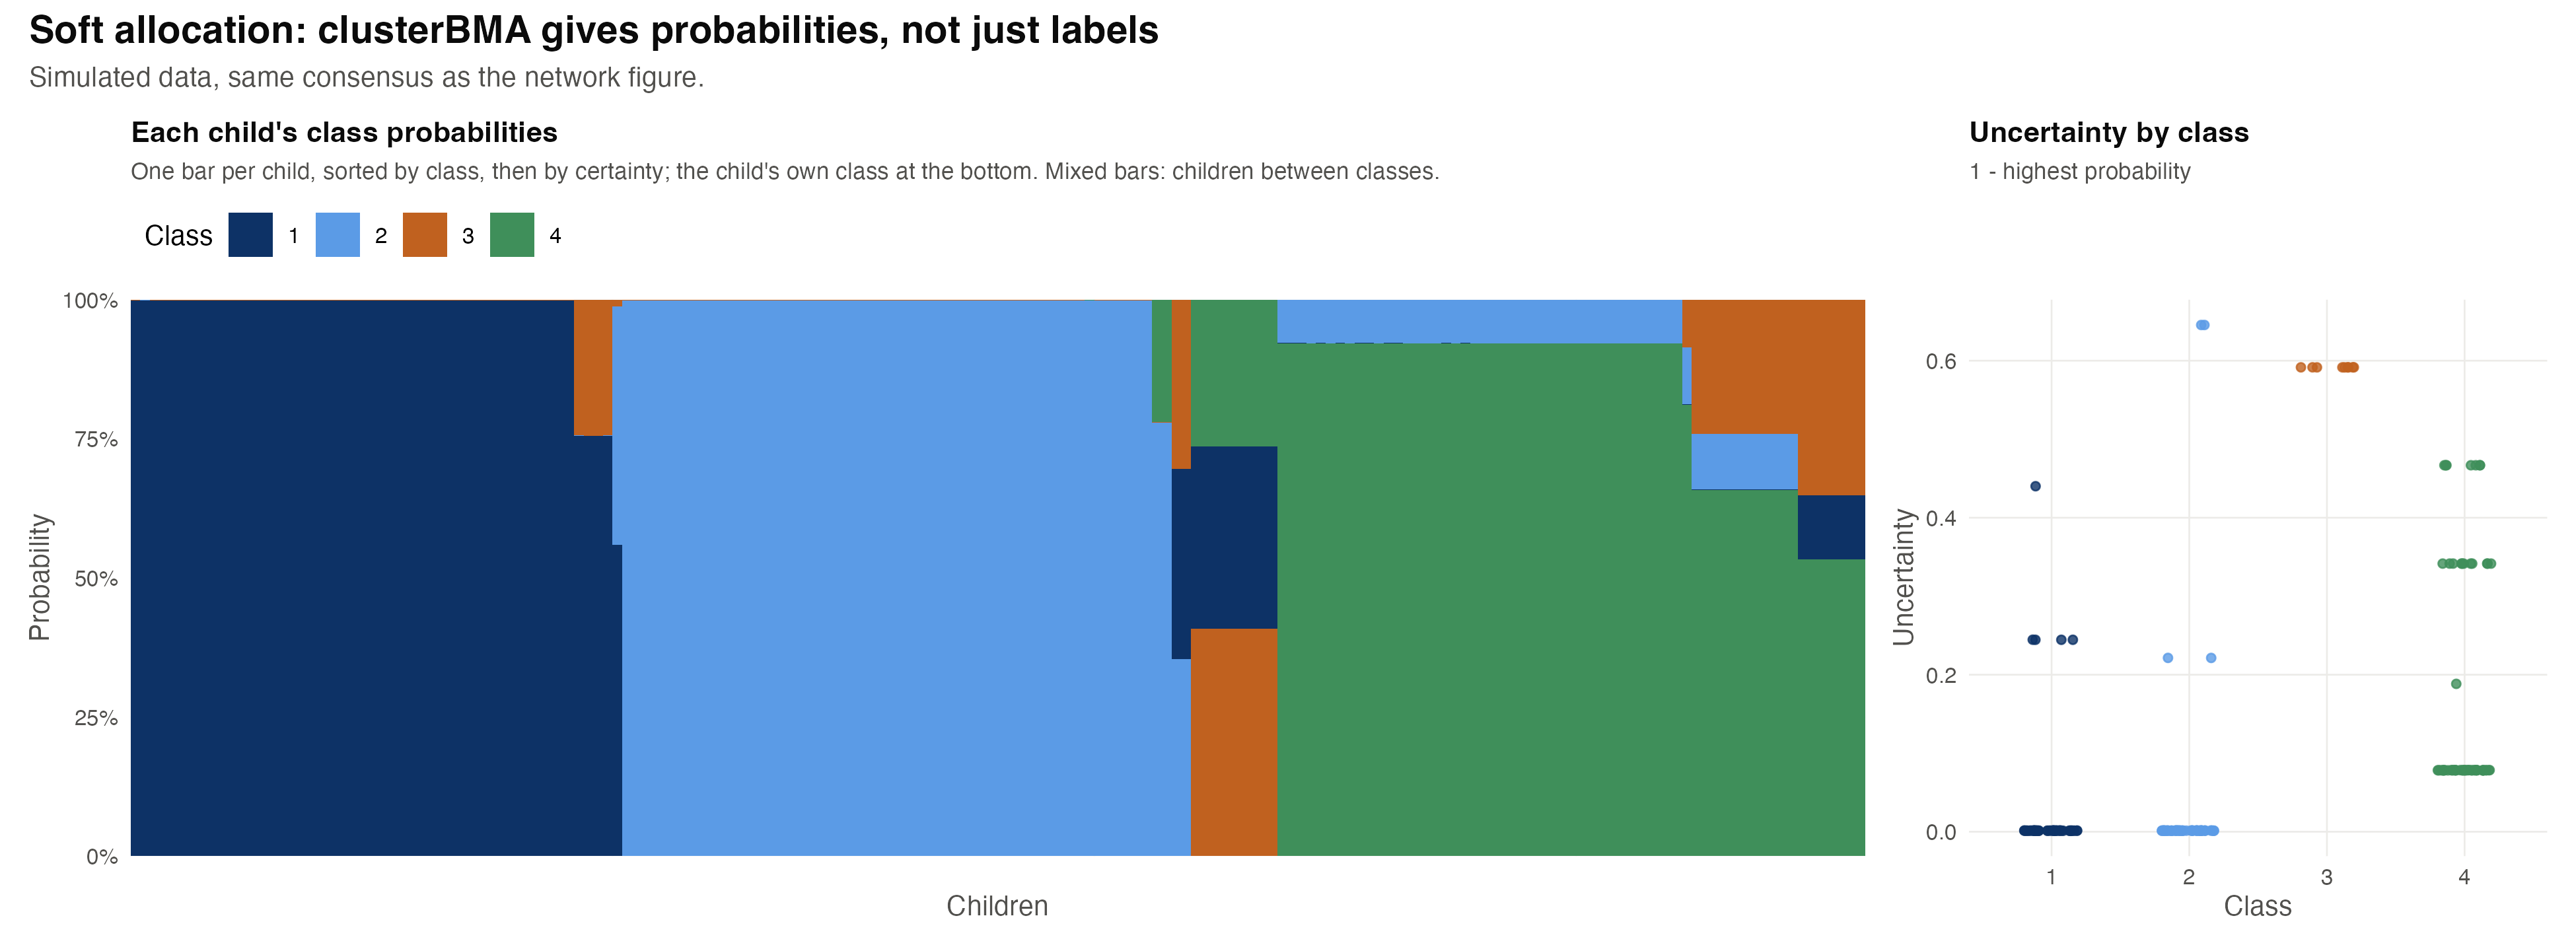 Soft allocation: clusterBMA gives probabilities, not just labels
Simulated data, same consensus as the network figure.
Each child's class probabilities
One bar per child, sorted by class, then by certainty; the child's own class at the bottom. Mixed bars: children between classes.
Class 1 2 3 4
100%
75%
50%
25%
0%
Probability
Children
Uncertainty by class
1 - highest probability
0.6
0.4
0.2
0.0
Uncertainty
1 2 3 4
Class